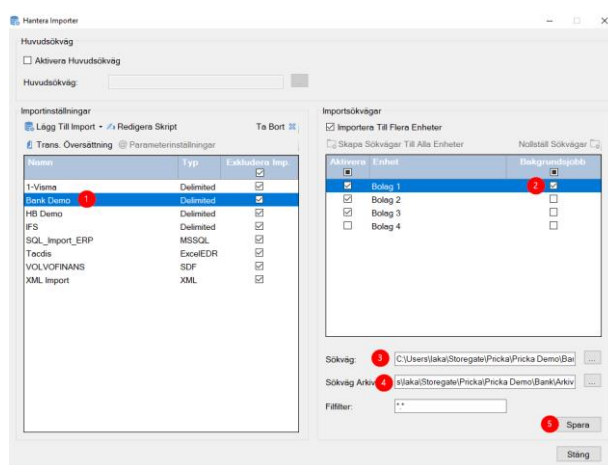 Hantera Importer
Huvudsökväg
Aktivera Huvudsökväg
Huvudsökväg:
...
Importinställningar
Lägg Till Import Redigera Skript Ta Bort
Trans. Översättning @ Parameterinställningar
Namn Typ Exkludera Imp.
1-Visma Delimited
Bank Demo 1 Delimited
HB Demo Delimited
IFS Delimited
SQL_Import_ERP MSSQL
Tacdis ExcelEDR
VOLVOFINANS SDF
XML Import XML
Importsökvägar
Importera Till Flera Enheter
Skapa Sökvägar Till Alla Enheter Nollställ Sökvägar
Aktivera Enhet Bakgrundsjobb
Bolag 1 2
Bolag 2
Bolag 3
Bolag 4
Sökväg: 3 C:\Users\laka\Storegate\Pricka\Pricka Demo\Bar ...
Sökväg Arkiv 4 s\laka\Storegate\Pricka\Pricka Demo\Bank\Arkiv ...
Filfilter: *.*
5 Spara
Stäng